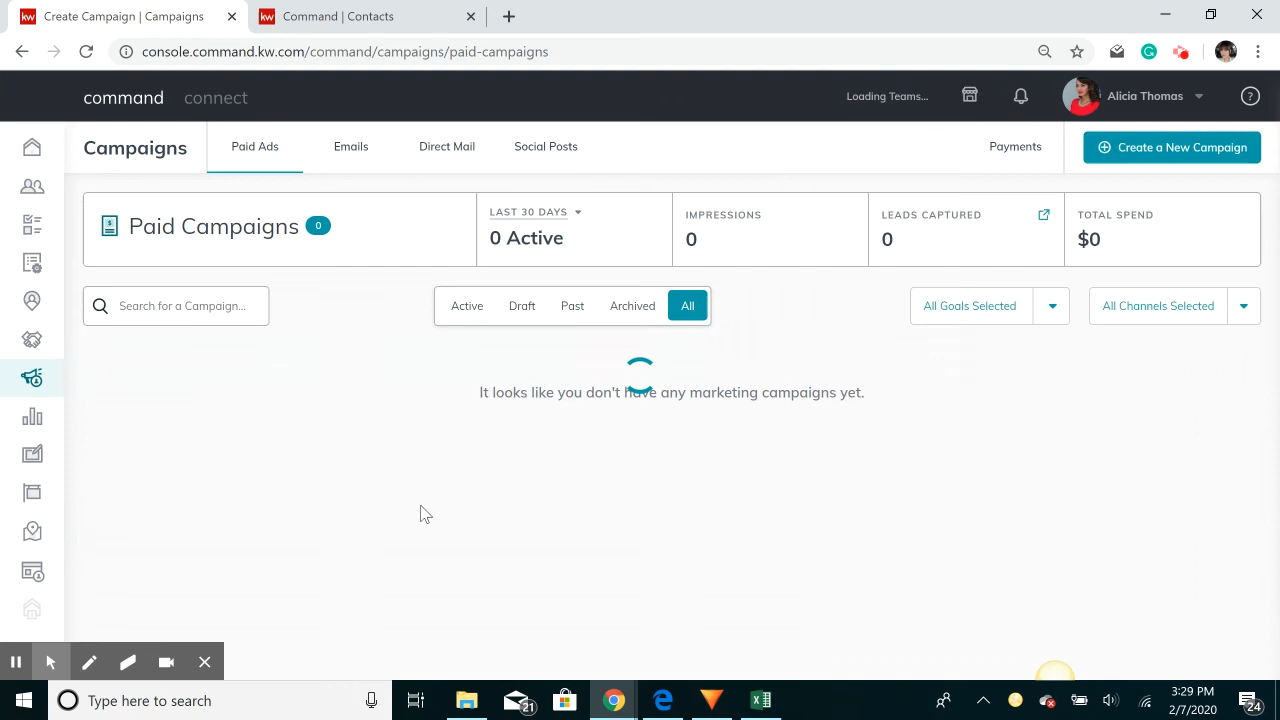 kw Create Campaign | Campaigns
kw Command | Contacts
console.command.kw.com/command/campaigns/paid-campaigns
command connect
Loading Teams...
Alicia Thomas
Campaigns
Paid Ads
Emails
Direct Mail
Social Posts
Payments
Create a New Campaign
Paid Campaigns 0
LAST 30 DAYS
0 Active
IMPRESSIONS
0
LEADS CAPTURED
0
TOTAL SPEND
$0
Search for a Campaign...
Active
Draft
Past
Archived
All
All Goals Selected
All Channels Selected
It looks like you don't have any marketing campaigns yet.
Type here to search
21
3:29 PM
2/7/2020
24